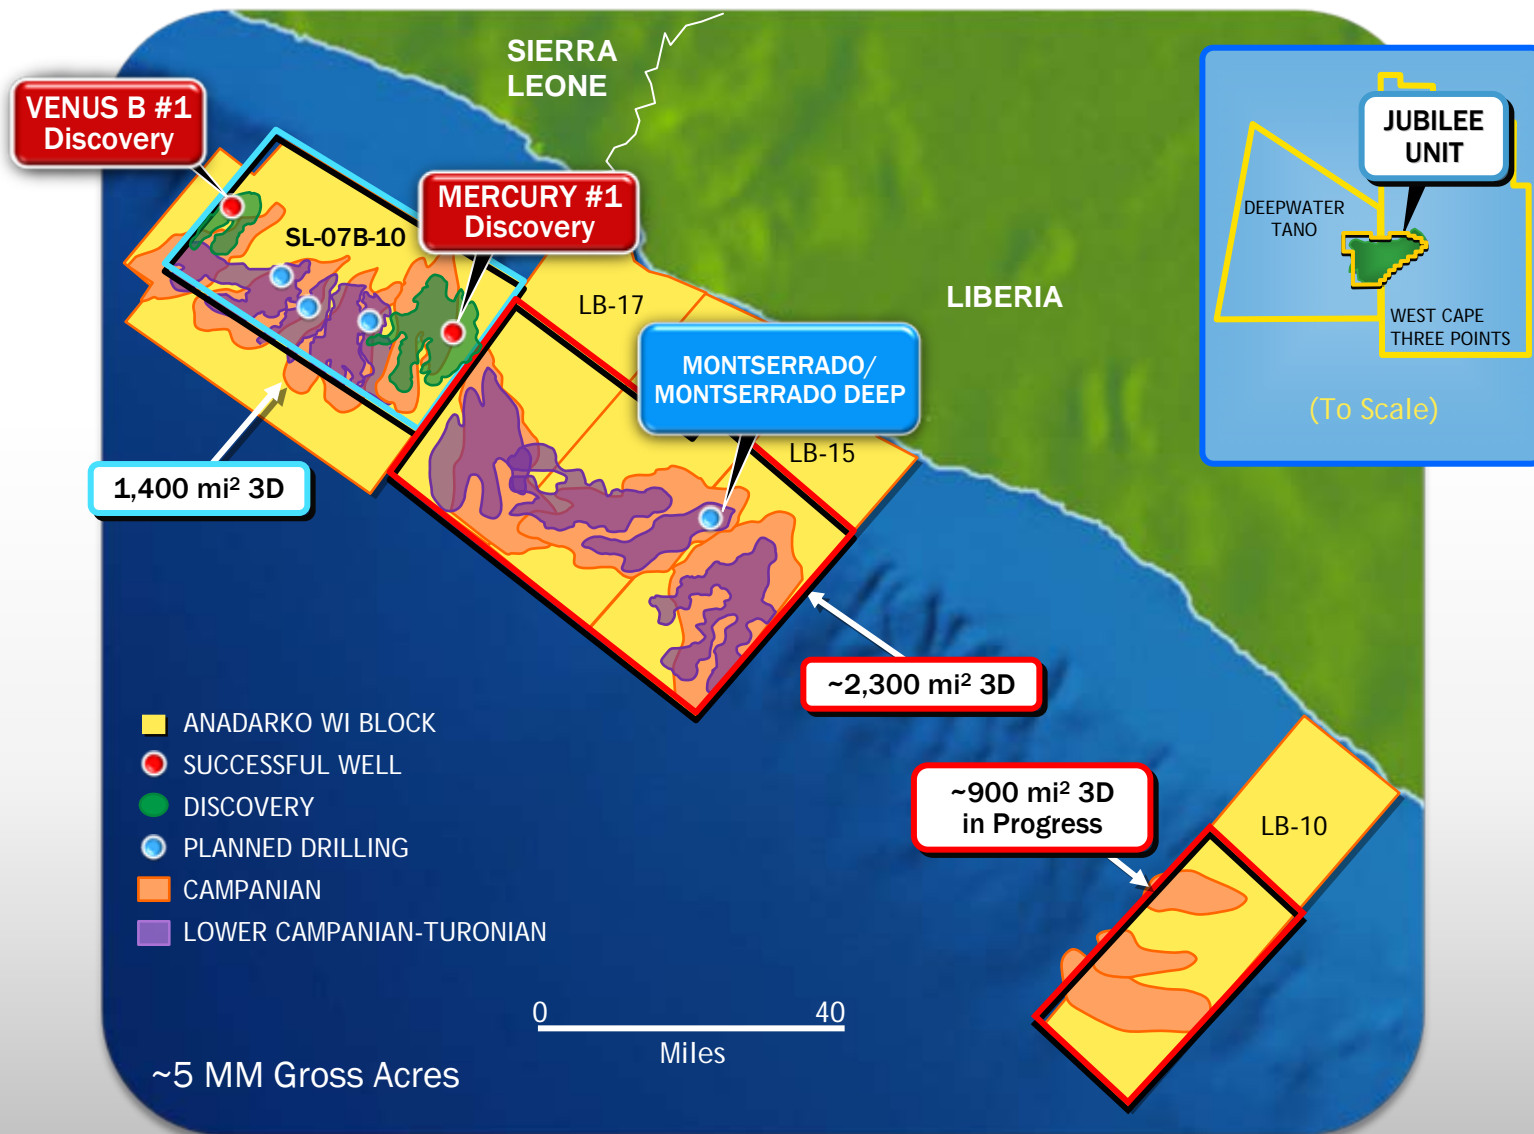 SIERRA
LEONE
VENUS B #1
Discovery
MERCURY #1
Discovery
SL-07B-10
LB-17
LIBERIA
MONTSERRADO/
MONTSERRADO DEEP
LB-15
1,400 mi² 3D
~2,300 mi² 3D
~900 mi² 3D
in Progress
LB-10
JUBILEE
UNIT
DEEPWATER
TANO
WEST CAPE
THREE POINTS
(To Scale)
ANADARKO WI BLOCK
SUCCESSFUL WELL
DISCOVERY
PLANNED DRILLING
CAMPANIAN
LOWER CAMPANIAN-TURONIAN
0 40
Miles
~5 MM Gross Acres